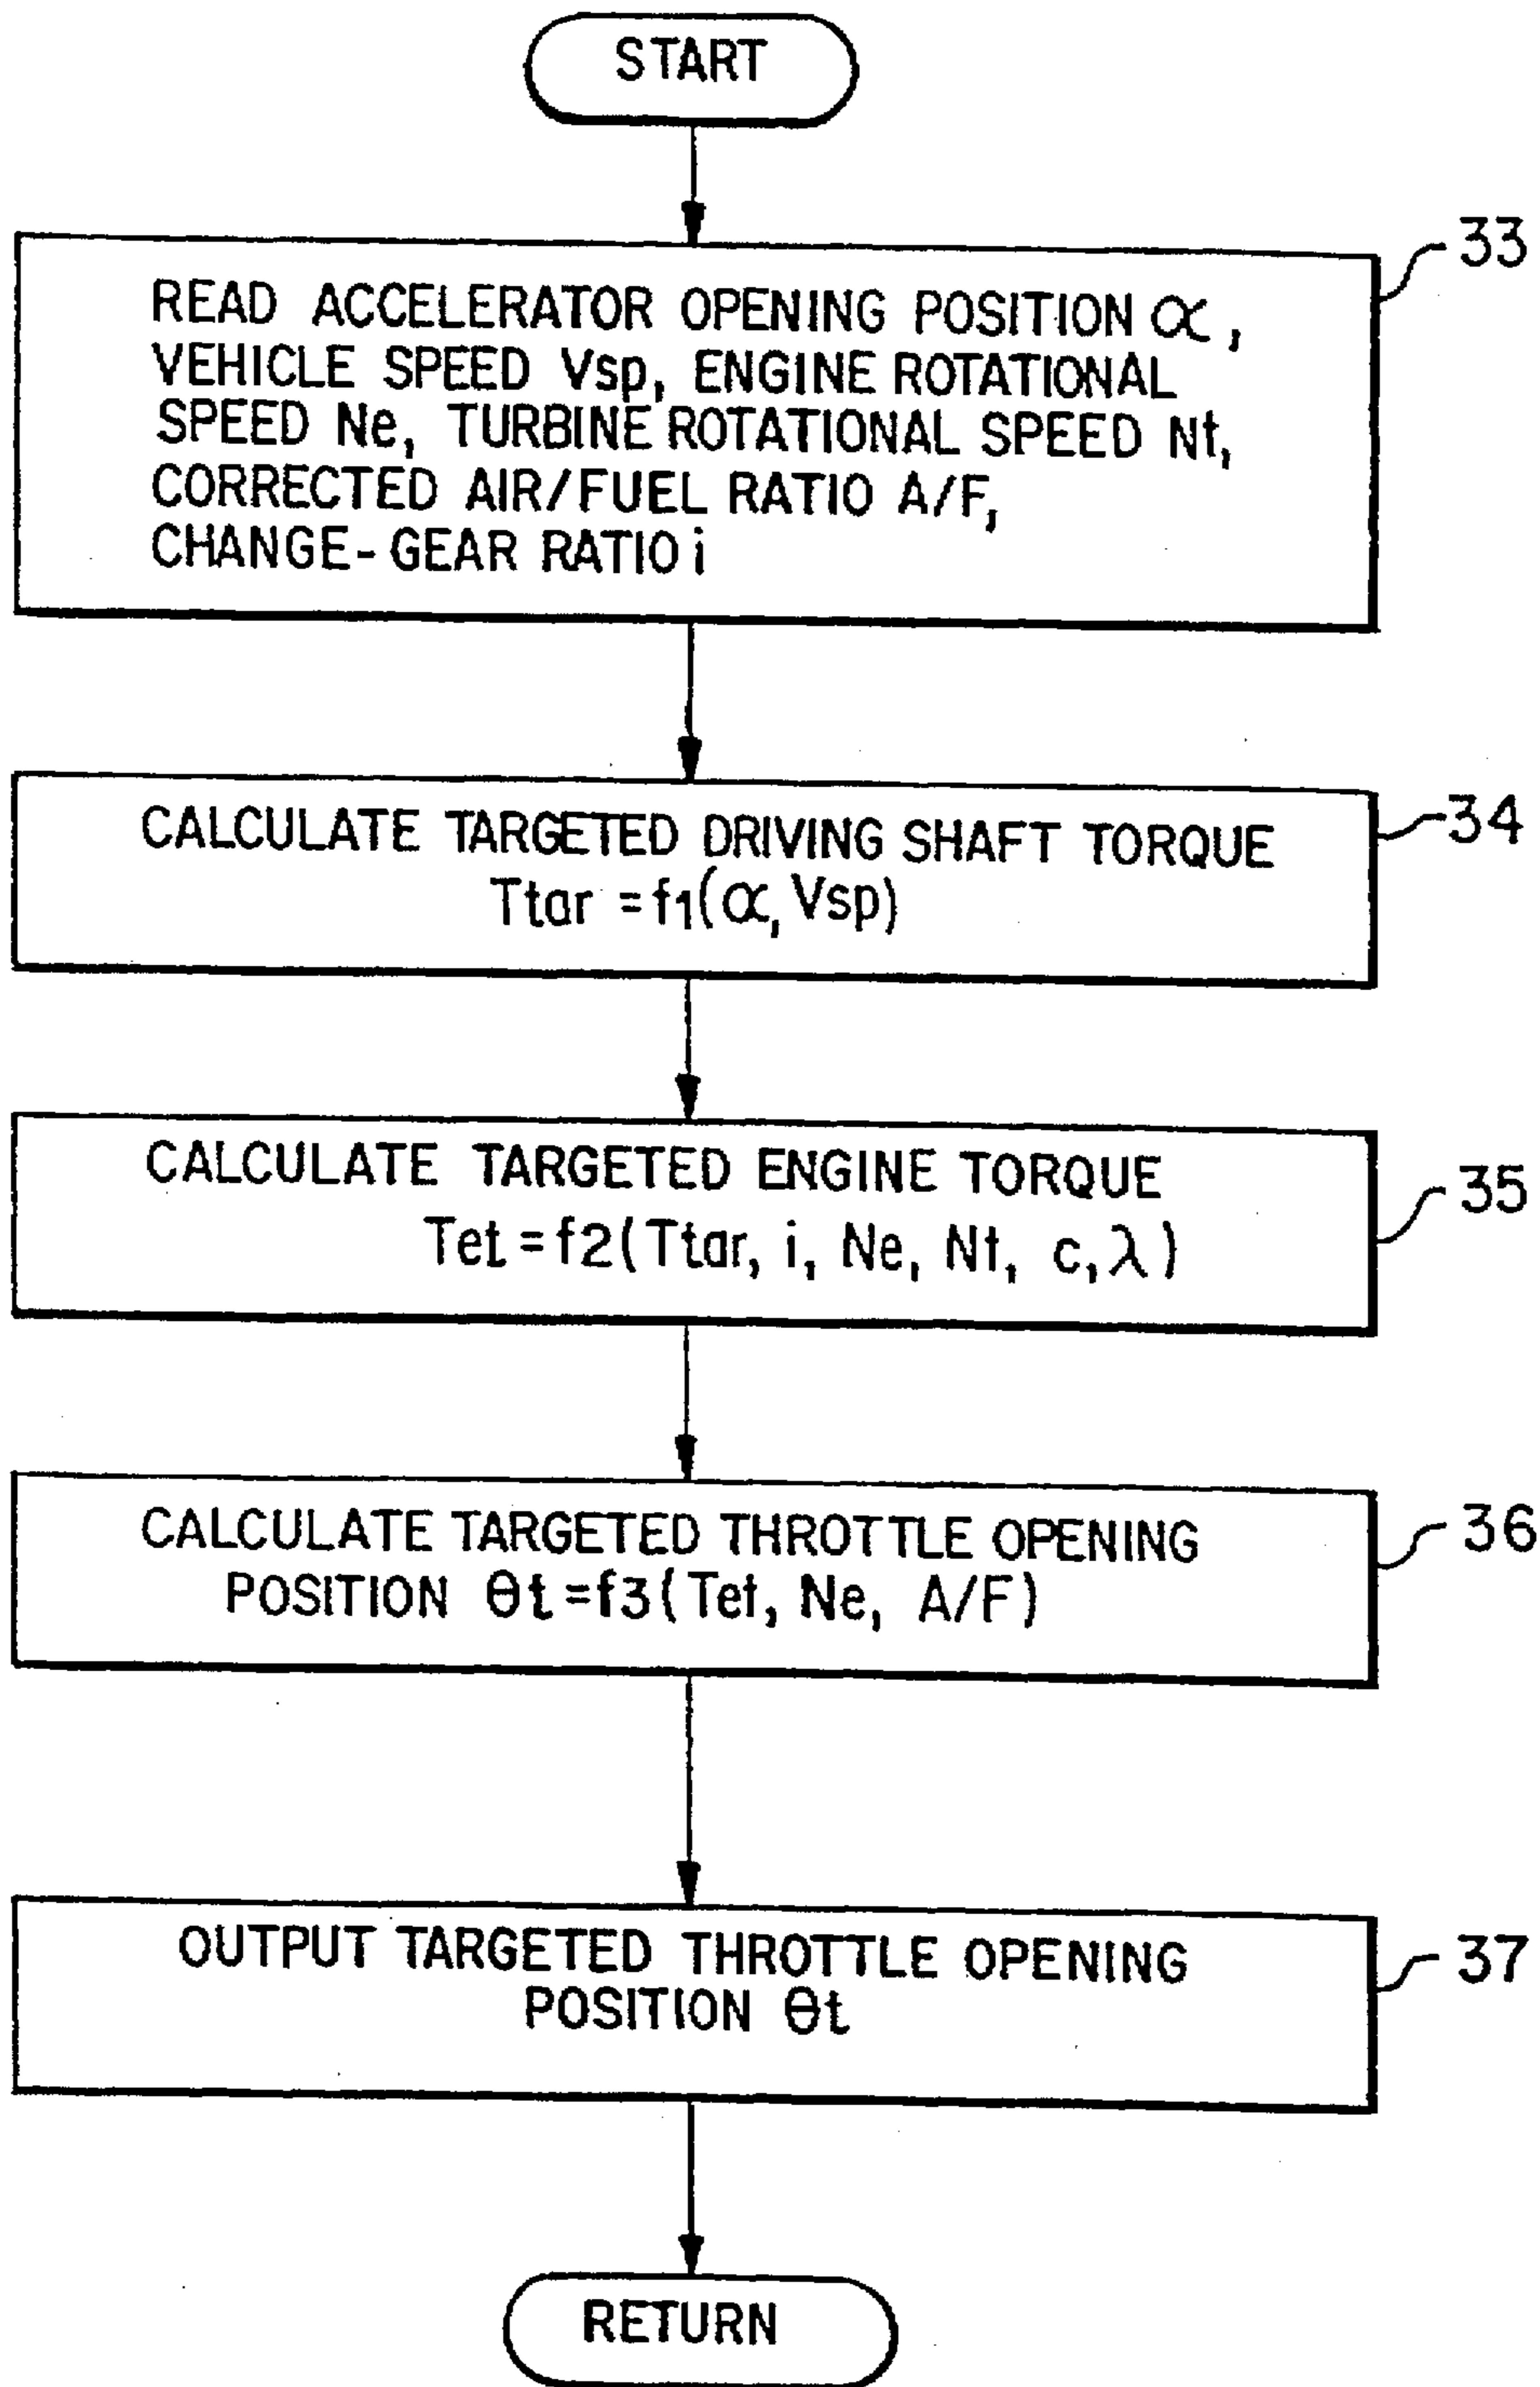 START
33
READ ACCELERATOR OPENING POSITION α,
VEHICLE SPEED Vsp, ENGINE ROTATIONAL
SPEED Ne, TURBINE ROTATIONAL SPEED Nt,
CORRECTED AIR/FUEL RATIO A/F,
CHANGE-GEAR RATIO i
34
CALCULATE TARGETED DRIVING SHAFT TORQUE
Ttar = f1(α, Vsp)
35
CALCULATE TARGETED ENGINE TORQUE
Tet = f2(Ttar, i, Ne, Nt, c, λ)
36
CALCULATE TARGETED THROTTLE OPENING
POSITION θt = f3(Tet, Ne, A/F)
37
OUTPUT TARGETED THROTTLE OPENING
POSITION θt
RETURN